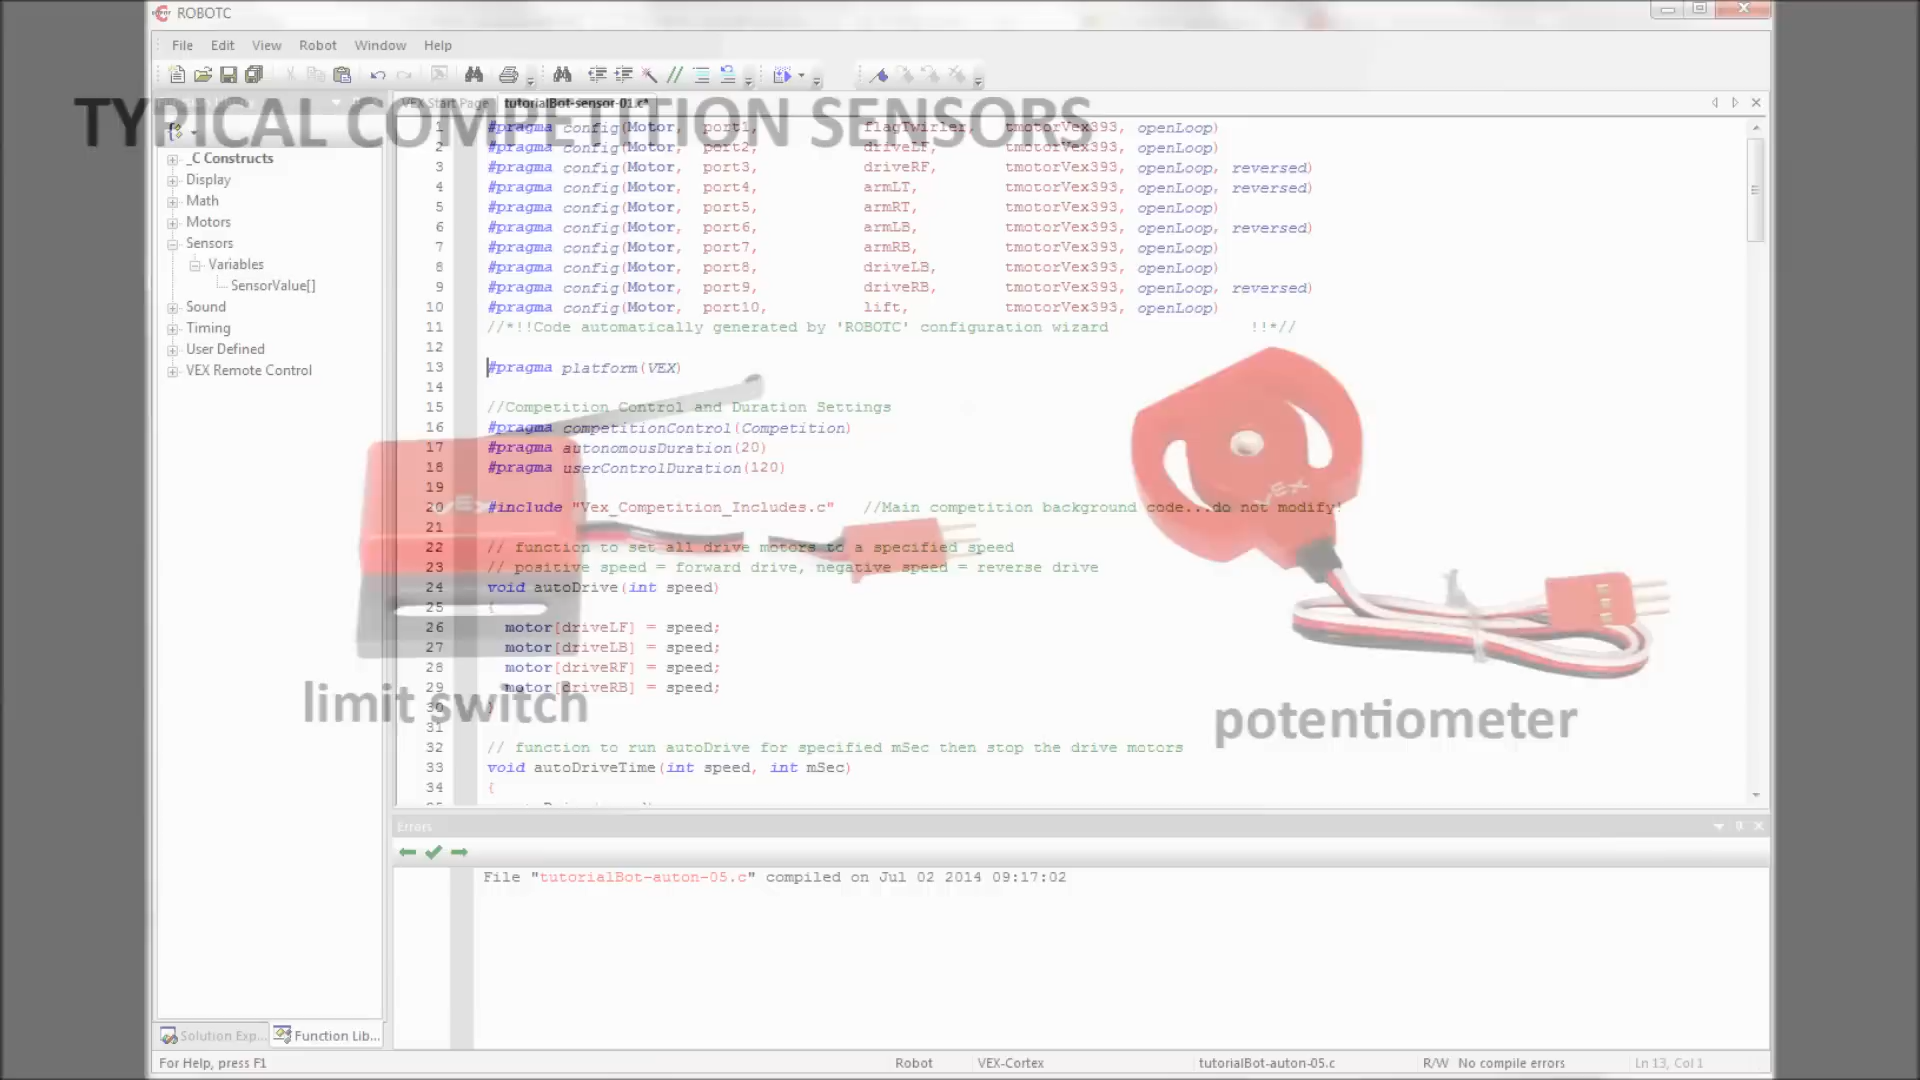 ROBOTC
File Edit View Robot Window Help
VEX Start Page tutorialBot-sensor-01.c*
TYPICAL COMPETITION SENSORS
_C Constructs
Display
Math
Motors
Sensors
Variables
SensorValue[]
Sound
Timing
User Defined
VEX Remote Control
1 #pragma config(Motor, port1, flagTwirler, tmotorVex393, openLoop)
2 #pragma config(Motor, port2, driveLF, tmotorVex393, openLoop)
3 #pragma config(Motor, port3, driveRF, tmotorVex393, openLoop, reversed)
4 #pragma config(Motor, port4, armLT, tmotorVex393, openLoop, reversed)
5 #pragma config(Motor, port5, armRT, tmotorVex393, openLoop)
6 #pragma config(Motor, port6, armLB, tmotorVex393, openLoop, reversed)
7 #pragma config(Motor, port7, armRB, tmotorVex393, openLoop)
8 #pragma config(Motor, port8, driveLB, tmotorVex393, openLoop)
9 #pragma config(Motor, port9, driveRB, tmotorVex393, openLoop, reversed)
10 #pragma config(Motor, port10, lift, tmotorVex393, openLoop)
11 //*!!Code automatically generated by 'ROBOTC' configuration wizard !!*//
12
13 #pragma platform(VEX)
14
15 //Competition Control and Duration Settings
16 #pragma competitionControl(Competition)
17 #pragma autonomousDuration(20)
18 #pragma userControlDuration(120)
19
20 #include "Vex_Competition_Includes.c" //Main competition background code...do not modify!
21
22 // function to set all drive motors to a specified speed
23 // positive speed = forward drive, negative speed = reverse drive
24 void autoDrive(int speed)
25 {
26 motor[driveLF] = speed;
27 motor[driveLB] = speed;
28 motor[driveRF] = speed;
29 motor[driveRB] = speed;
30 }
31
32 // function to run autoDrive for specified mSec then stop the drive motors
33 void autoDriveTime(int speed, int mSec)
34 {
VEX
VEX
limit switch
potentiometer
Errors
File "tutorialBot-auton-05.c" compiled on Jul 02 2014 09:17:02
Solution Exp... Function Lib...
For Help, press F1 Robot VEX-Cortex tutorialBot-auton-05.c R/W No compile errors Ln 13, Col 1